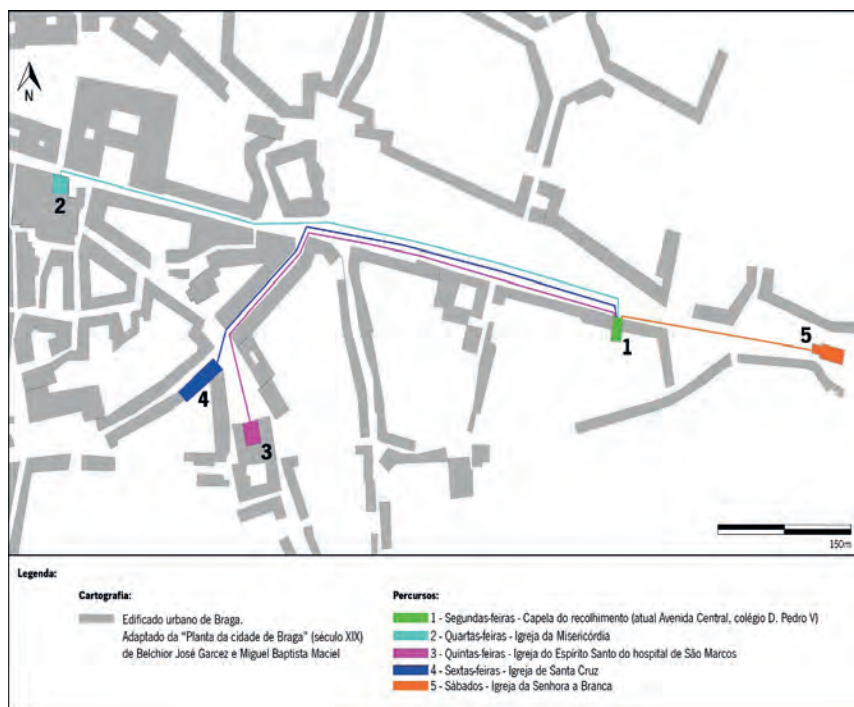 N
2
1
5
4
3
150m
Legenda:
Cartografia:
Edificado urbano de Braga.
Adaptado da "Planta da cidade de Braga" (século XIX)
de Belchior José Garcez e Miguel Baptista Maciel
Percursos:
1 - Segundas-feiras - Capela do recolhimento (atual Avenida Central, colégio D. Pedro V)
2 - Quartas-feiras - Igreja da Misericórdia
3 - Quintas-feiras - Igreja do Espírito Santo do hospital de São Marcos
4 - Sextas-feiras - Igreja de Santa Cruz
5 - Sábados - Igreja da Senhora a Branca